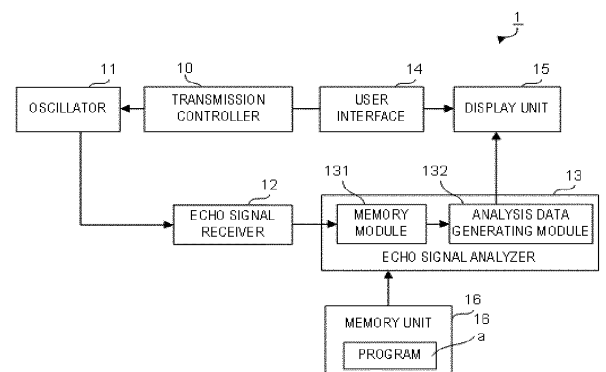 1
11
10
14
15
OSCILLATOR
TRANSMISSION
CONTROLLER
USER
INTERFACE
DISPLAY UNIT
12
131
132
13
ECHO SIGNAL
RECEIVER
MEMORY
MODULE
ANALYSIS DATA
GENERATING MODULE
ECHO SIGNAL ANALYZER
16
MEMORY UNIT
16
a
PROGRAM